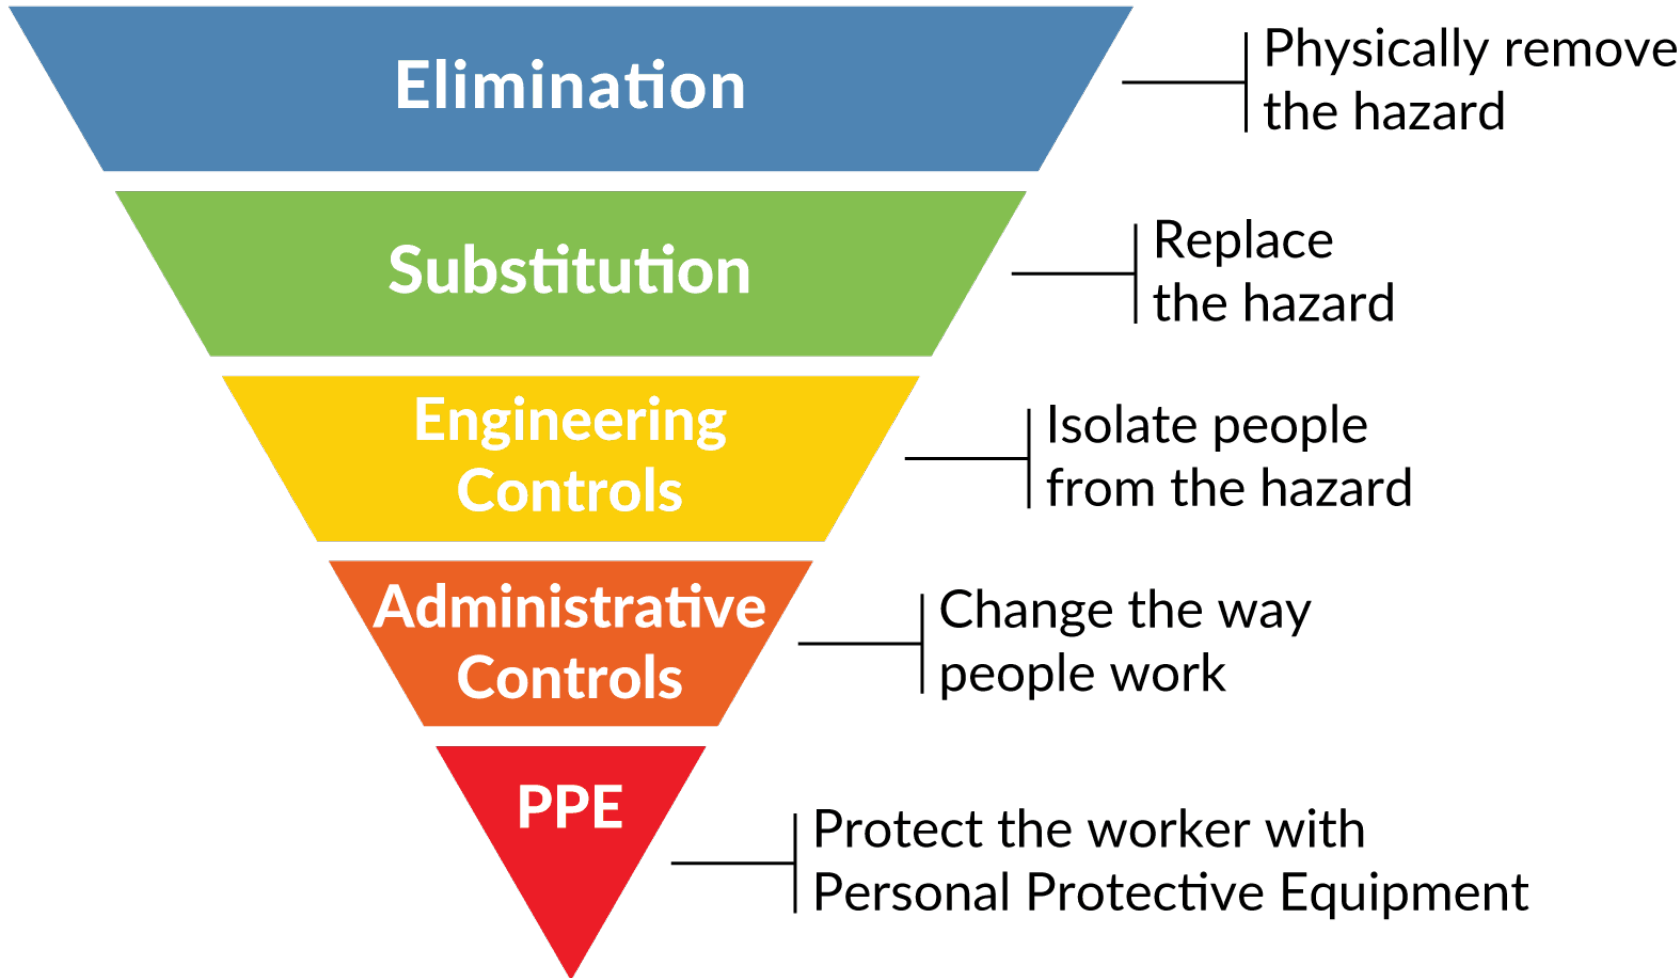 Elimination
Physically remove
the hazard
Substitution
Replace
the hazard
Engineering
Controls
Isolate people
from the hazard
Administrative
Controls
Change the way
people work
PPE
Protect the worker with
Personal Protective Equipment